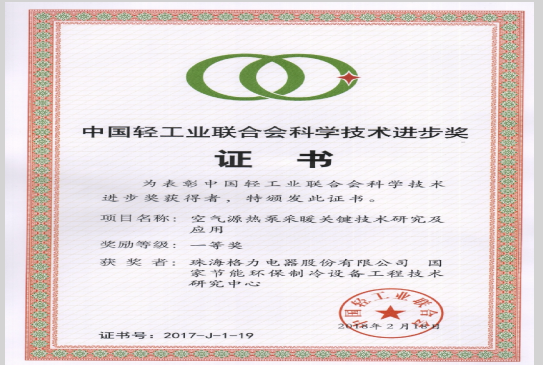 中国轻工业联合会科学技术进步奖
证 书
为表彰中国轻工业联合会科学技术
进步奖获得者，特颁发此证书。
项目名称：空气源热泵采暖关键技术研究及
应用
奖励等级：一等奖
获 奖 者：珠海格力电器股份有限公司 国
家节能环保制冷设备工程技术
研究中心
国轻工业联合会
2018年2月
证书号：2017-J-1-19